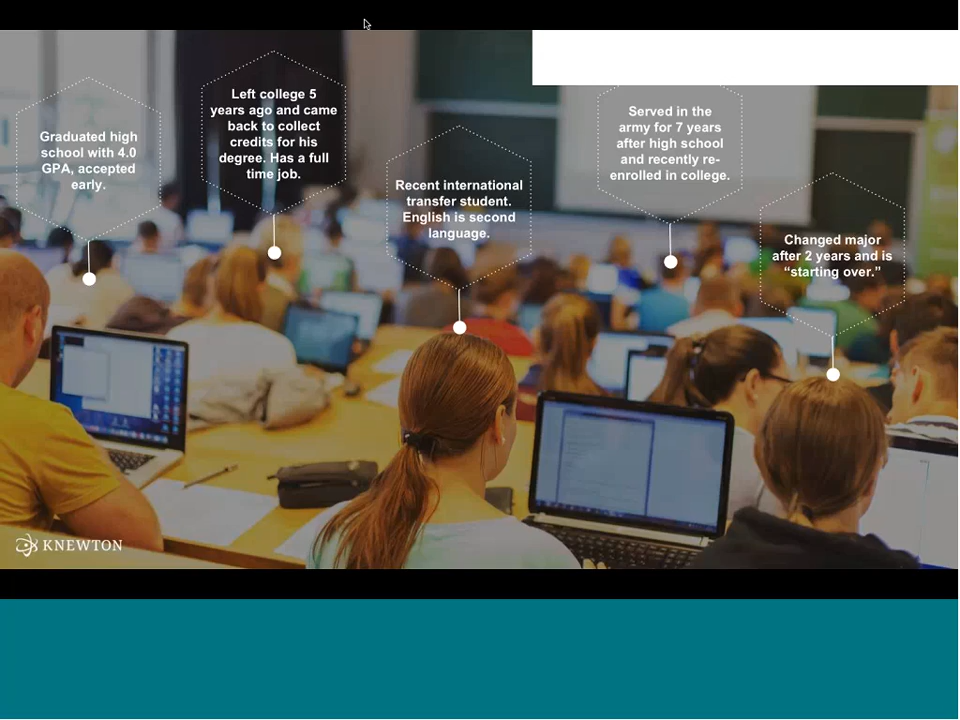 Graduated high
school with 4.0
GPA, accepted
early.
Left college 5
years ago and came
back to collect
credits for his
degree. Has a full
time job.
Recent international
transfer student.
English is second
language.
Served in the
army for 7 years
after high school
and recently re-
enrolled in college.
Changed major
after 2 years and is
“starting over.”
KNEWTON